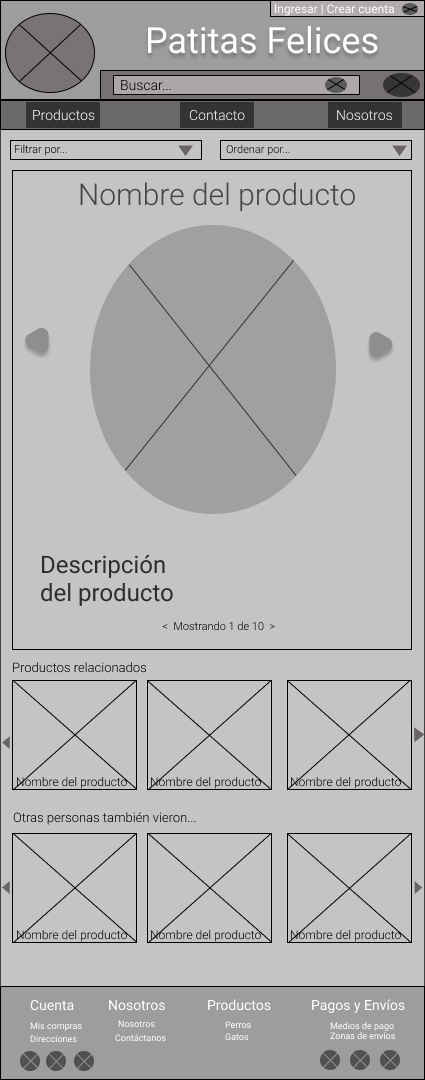 Ingresar | Crear cuenta
Patitas Felices
Buscar...
Productos
Contacto
Nosotros
Filtrar por...
Ordenar por...
Nombre del producto
Descripción
del producto
< Mostrando 1 de 10 >
Productos relacionados
Nombre del producto
Nombre del producto
Nombre del producto
Otras personas también vieron...
Nombre del producto
Nombre del producto
Nombre del producto
Cuenta
Mis compras
Direcciones
Nosotros
Nosotros
Contáctanos
Productos
Perros
Gatos
Pagos y Envíos
Medios de pago
Zonas de envíos